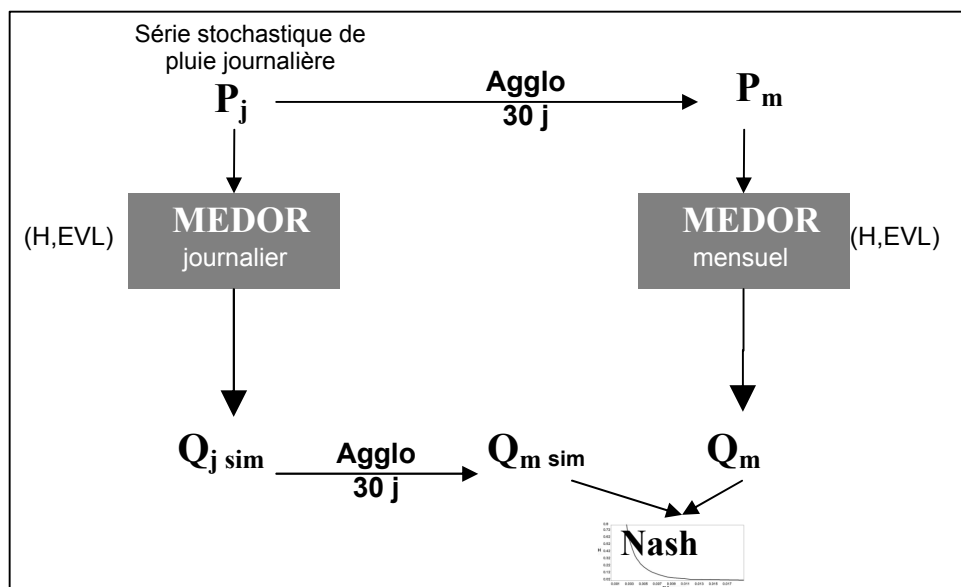 Série stochastique de
pluie journalière
Pj
Agglo
30 j
Pm
(H,EVL)
MEDOR
journalier
MEDOR
mensuel
(H,EVL)
Qj sim
Agglo
30 j
Qm sim
Qm
Nash
H